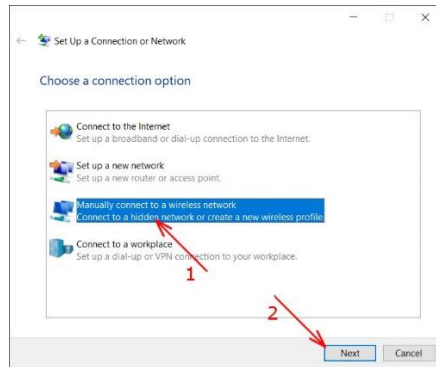 Set Up a Connection or Network
Choose a connection option
Connect to the Internet
Set up a broadband or dial-up connection to the Internet.
Set up a new network
Set up a new router or access point.
Manually connect to a wireless network
Connect to a hidden network or create a new wireless profile.
Connect to a workplace
Set up a dial-up or VPN connection to your workplace.
1
2
Next Cancel